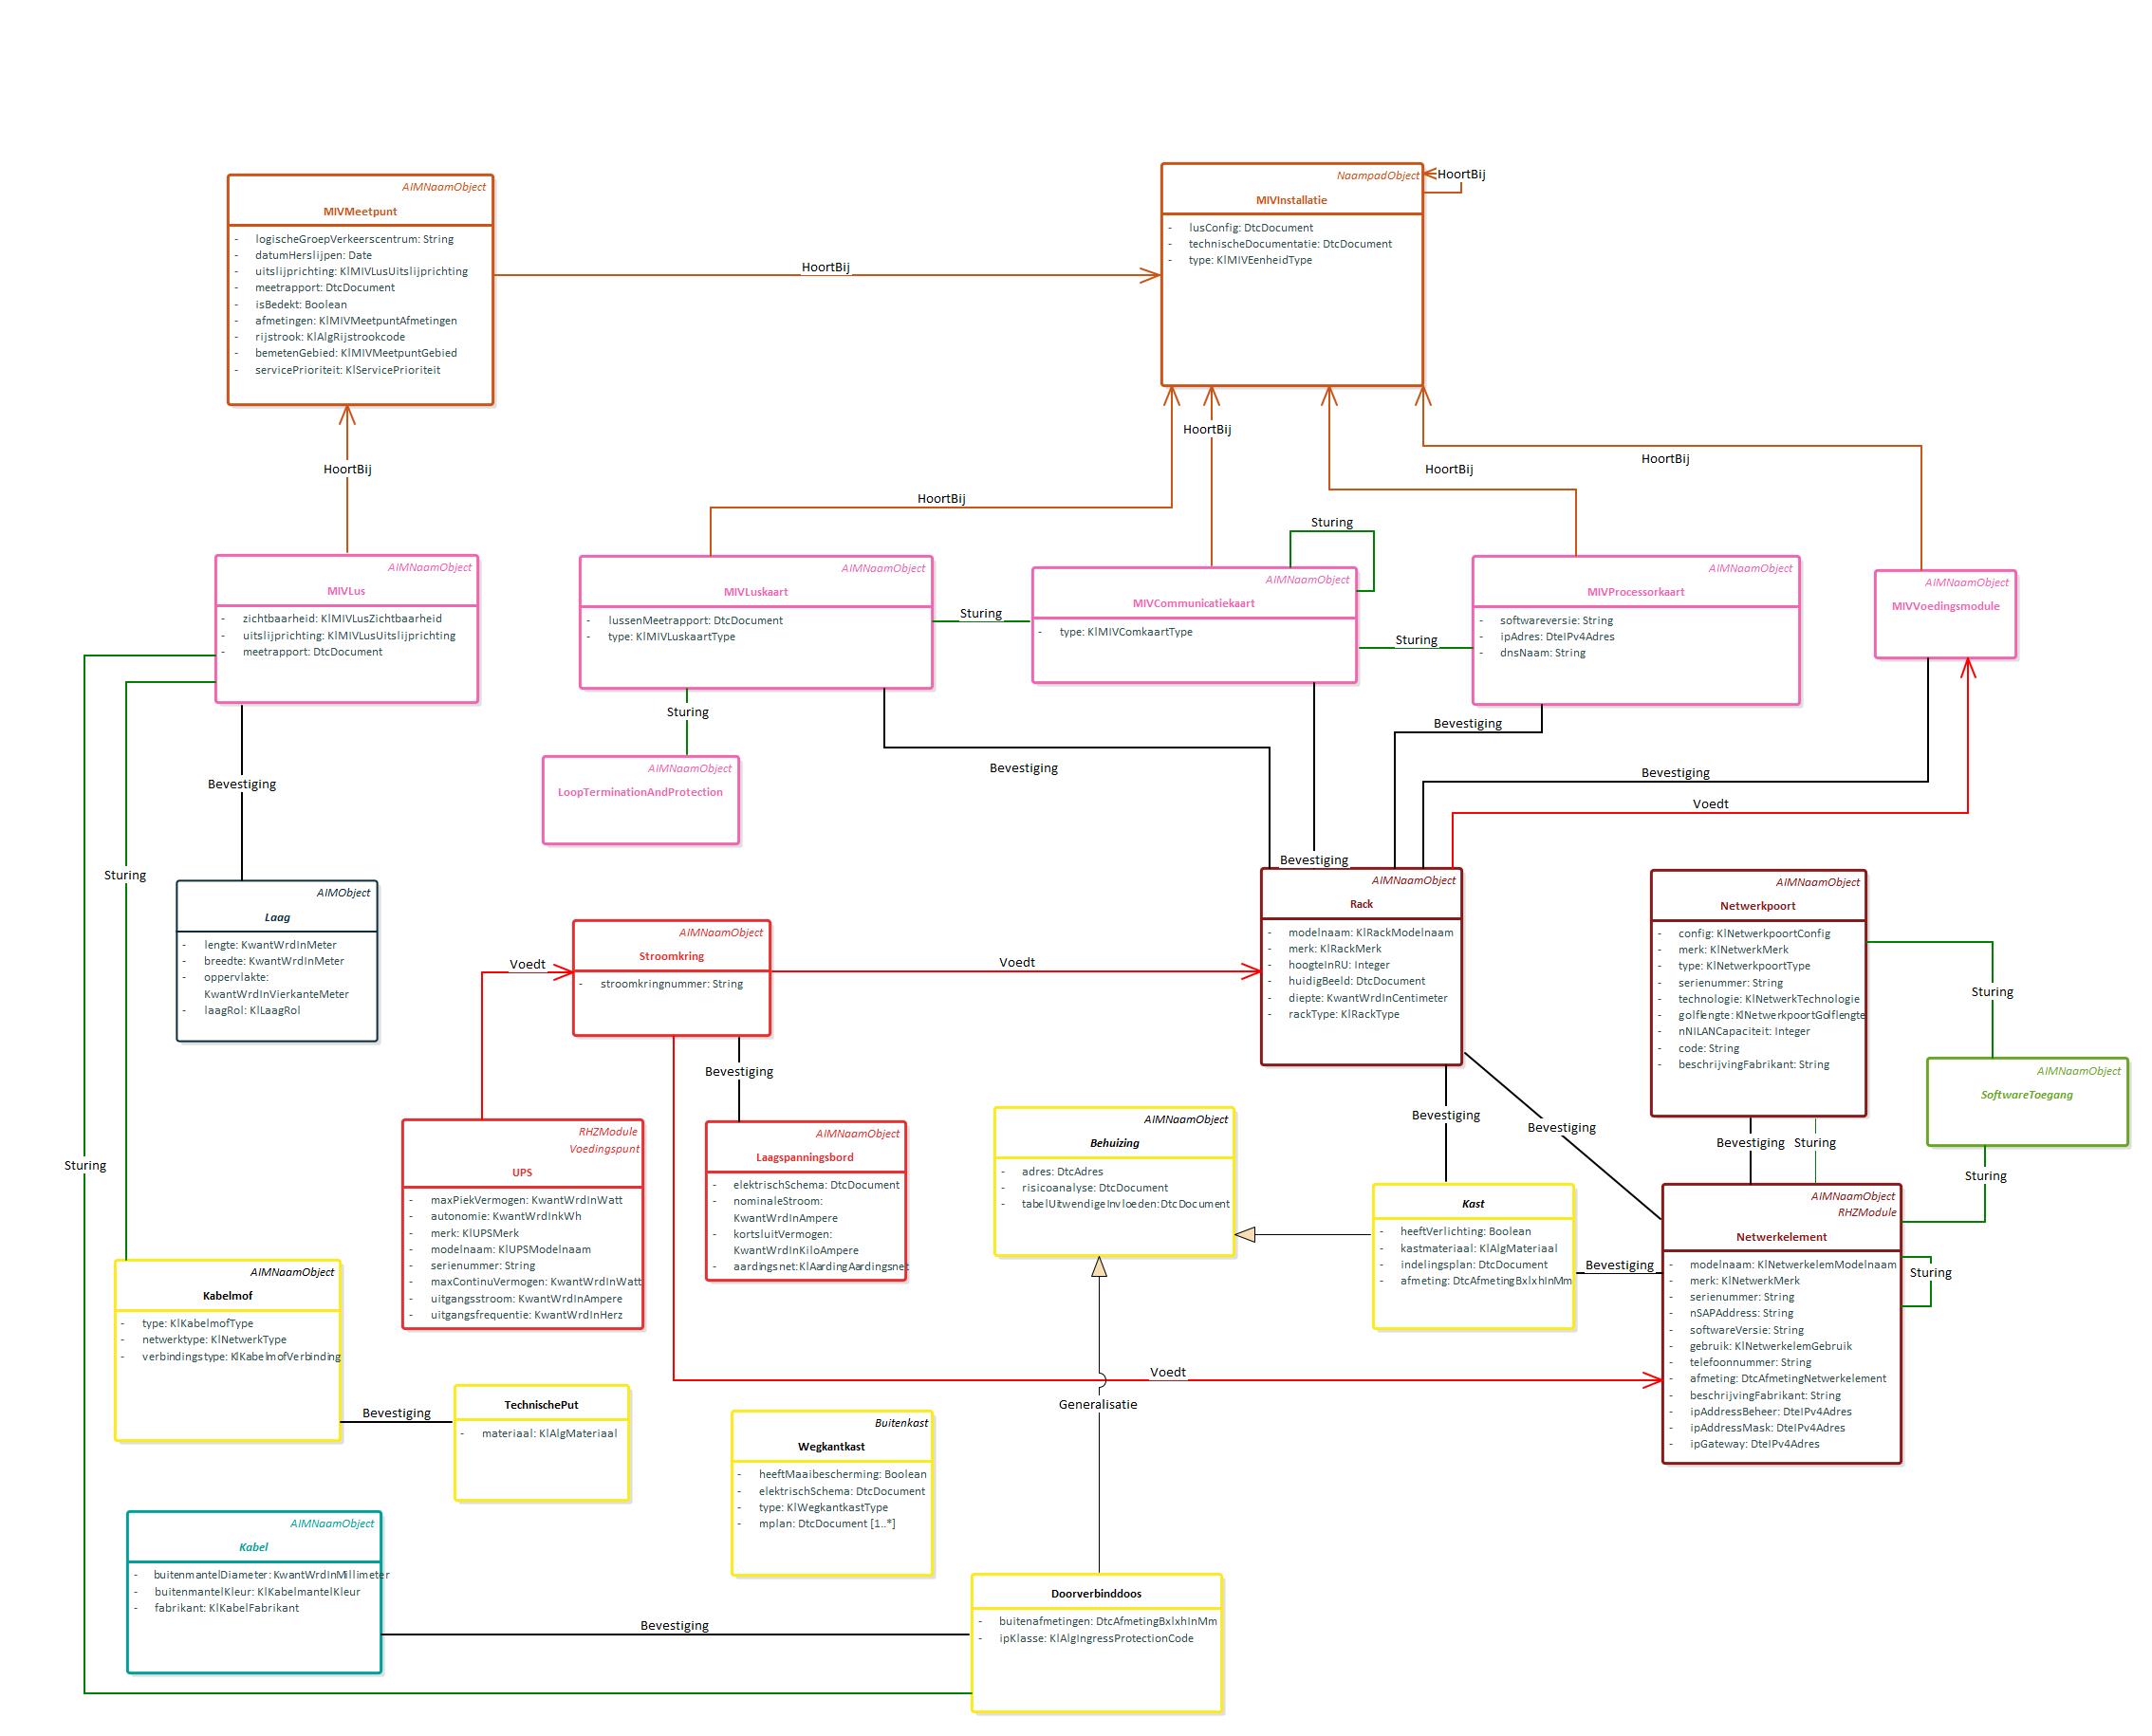 AIMNaamObject
MIVMeetpunt
- logischeGroepVerkeerscentrum: String
- datumHerslijpen: Date
- uitslijprichting: KlMIVLusUitslijprichting
- meetrapport: DtcDocument
- isBedekt: Boolean
- afmetingen: KlMIVMeetpuntAfmetingen
- rijstrook: KlAlgRijstrookcode
- bemetenGebied: KlMIVMeetpuntGebied
- servicePrioriteit: KlServicePrioriteit
HoortBij
NaampadObject
MIVInstallatie
- lusConfig: DtcDocument
- technischeDocumentatie: DtcDocument
- type: KlMIVEenheidType
HoortBij
HoortBij
HoortBij
HoortBij
HoortBij
HoortBij
AIMNaamObject
MIVLus
- zichtbaarheid: KlMIVLusZichtbaarheid
- uitslijprichting: KlMIVLusUitslijprichting
- meetrapport: DtcDocument
AIMNaamObject
MIVLuskaart
- lussenMeetrapport: DtcDocument
- type: KlMIVLuskaartType
Sturing
Sturing
AIMNaamObject
MIVCommunicatiekaart
- type: KlMIVComkaartType
Sturing
AIMNaamObject
MIVProcessorkaart
- softwareversie: String
- ipAdres: DteIPv4Adres
- dnsNaam: String
AIMNaamObject
MIVVoedingsmodule
Sturing
Bevestiging
Bevestiging
Bevestiging
Bevestiging
Voedt
Bevestiging
AIMNaamObject
LoopTerminationAndProtection
Sturing
AIMObject
Laag
- lengte: KwantWrdInMeter
- breedte: KwantWrdInMeter
- oppervlakte:
KwantWrdInVierkanteMeter
- laagRol: KlLaagRol
AIMNaamObject
Stroomkring
- stroomkringnummer: String
Voedt
Voedt
AIMNaamObject
Rack
- modelnaam: KlRackModelnaam
- merk: KlRackMerk
- hoogteInRU: Integer
- huidigBeeld: DtcDocument
- diepte: KwantWrdInCentimeter
- rackType: KlRackType
AIMNaamObject
Netwerkpoort
- config: KlNetwerkpoortConfig
- merk: KlNetwerkMerk
- type: KlNetwerkpoortType
- serienummer: String
- technologie: KlNetwerkTechnologie
- golflengte: KlNetwerkpoortGolflengte
- nNILANCapaciteit: Integer
- code: String
- beschrijvingFabrikant: String
Sturing
AIMNaamObject
SoftwareToegang
Sturing
Bevestiging
Bevestiging
Bevestiging
Bevestiging
Sturing
Sturing
RHZModule
Voedingspunt
UPS
- maxPiekVermogen: KwantWrdInWatt
- autonomie: KwantWrdInkWh
- merk: KlUPSMerk
- modelnaam: KlUPSModelnaam
- serienummer: String
- maxContinuVermogen: KwantWrdInWatt
- uitgangsstroom: KwantWrdInAmpere
- uitgangsfrequentie: KwantWrdInHerz
AIMNaamObject
Laagspanningsbord
- elektrischSchema: DtcDocument
- nominaleStroom:
KwantWrdInAmpere
- kortsluitVermogen:
KwantWrdInKiloAmpere
- aardingsnet: KlAardingAardingsnet
AIMNaamObject
Behuizing
- adres: DtcAdres
- risicoanalyse: DtcDocument
- tabelUitwendigeInvloeden: DtcDocument
Kast
- heeftVerlichting: Boolean
- kastmateriaal: KlAlgMateriaal
- indelingsplan: DtcDocument
- afmeting: DtcAfmetingBxlxhInMm
Bevestiging
AIMNaamObject
RHZModule
Netwerkelement
- modelnaam: KlNetwerkelemModelnaam
- merk: KlNetwerkMerk
- serienummer: String
- nSAPAddress: String
- softwareVersie: String
- gebruik: KlNetwerkelemGebruik
- telefoonnummer: String
- afmeting: DtcAfmetingNetwerkelement
- beschrijvingFabrikant: String
- ipAddressBeheer: DteIPv4Adres
- ipAddressMask: DteIPv4Adres
- ipGateway: DteIPv4Adres
Sturing
AIMNaamObject
Kabelmof
- type: KlKabelmofType
- netwerktype: KlNetwerkType
- verbindingstype: KlKabelmofVerbinding
Bevestiging
TechnischePut
- materiaal: KlAlgMateriaal
Voedt
Generalisatie
Buitenkast
Wegkantkast
- heeftMaaibescherming: Boolean
- elektrischSchema: DtcDocument
- type: KlWegkantkastType
- mplan: DtcDocument [1..*]
AIMNaamObject
Kabel
- buitenmantelDiameter: KwantWrdInMillimeter
- buitenmantelKleur: KlKabelmantelKleur
- fabrikant: KlKabelFabrikant
Bevestiging
Doorverbinddoos
- buitenafmetingen: DtcAfmetingBxlxhInMm
- ipKlasse: KlAlgIngressProtectionCode